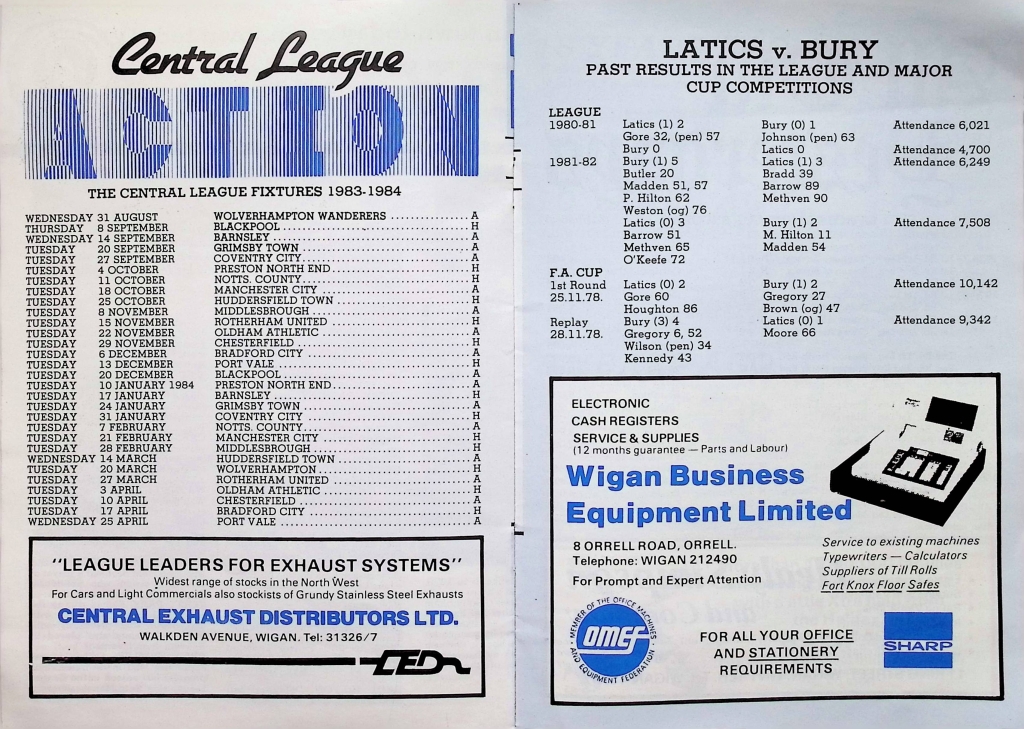 Central League
ACTION
THE CENTRAL LEAGUE FIXTURES 1983-1984
WEDNESDAY 31 AUGUST WOLVERHAMPTON WANDERERS A
THURSDAY 8 SEPTEMBER BLACKPOOL H
WEDNESDAY 14 SEPTEMBER BARNSLEY A
TUESDAY 20 SEPTEMBER GRIMSBY TOWN H
TUESDAY 27 SEPTEMBER COVENTRY CITY A
TUESDAY 4 OCTOBER PRESTON NORTH END H
TUESDAY 11 OCTOBER NOTTS. COUNTY H
TUESDAY 18 OCTOBER MANCHESTER CITY A
TUESDAY 25 OCTOBER HUDDERSFIELD TOWN H
TUESDAY 8 NOVEMBER MIDDLESBROUGH A
TUESDAY 15 NOVEMBER ROTHERHAM UNITED H
TUESDAY 22 NOVEMBER OLDHAM ATHLETIC A
TUESDAY 29 NOVEMBER CHESTERFIELD H
TUESDAY 6 DECEMBER BRADFORD CITY A
TUESDAY 13 DECEMBER PORT VALE H
TUESDAY 20 DECEMBER BLACKPOOL A
TUESDAY 10 JANUARY 1984 PRESTON NORTH END A
TUESDAY 17 JANUARY BARNSLEY H
TUESDAY 24 JANUARY GRIMSBY TOWN A
TUESDAY 31 JANUARY COVENTRY CITY H
TUESDAY 7 FEBRUARY NOTTS. COUNTY A
TUESDAY 21 FEBRUARY MANCHESTER CITY H
TUESDAY 28 FEBRUARY MIDDLESBROUGH H
WEDNESDAY 14 MARCH HUDDERSFIELD TOWN A
TUESDAY 20 MARCH WOLVERHAMPTON H
TUESDAY 27 MARCH ROTHERHAM UNITED A
TUESDAY 3 APRIL OLDHAM ATHLETIC H
TUESDAY 10 APRIL CHESTERFIELD A
TUESDAY 17 APRIL BRADFORD CITY H
WEDNESDAY 25 APRIL PORT VALE A
"LEAGUE LEADERS FOR EXHAUST SYSTEMS"
Widest range of stocks in the North West
For Cars and Light Commercials also stockists of Grundy Stainless Steel Exhausts
CENTRAL EXHAUST DISTRIBUTORS LTD.
WALKDEN AVENUE, WIGAN. Tel: 31326/7
CED
LATICS v. BURY
PAST RESULTS IN THE LEAGUE AND MAJOR
CUP COMPETITIONS
LEAGUE
1980-81 Latics (1) 2 Bury (0) 1 Attendance 6,021
Gore 32, (pen) 57 Johnson (pen) 63
Bury 0 Latics 0 Attendance 4,700
1981-82 Bury (1) 5 Latics (1) 3 Attendance 6,249
Butler 20 Bradd 39
Madden 51, 57 Barrow 89
P. Hilton 62 Methven 90
Weston (og) 76
Latics (0) 3 Bury (1) 2 Attendance 7,508
Barrow 51 M. Hilton 11
Methven 65 Madden 54
O'Keefe 72
F.A. CUP
1st Round Latics (0) 2 Bury (1) 2 Attendance 10,142
25.11.78. Gore 60 Gregory 27
Houghton 86 Brown (og) 47
Replay Bury (3) 4 Latics (0) 1 Attendance 9,342
28.11.78. Gregory 6, 52 Moore 66
Wilson (pen) 34
Kennedy 43
ELECTRONIC
CASH REGISTERS
SERVICE & SUPPLIES
(12 months guarantee — Parts and Labour)
Wigan Business
Equipment Limited
8 ORRELL ROAD, ORRELL.
Telephone: WIGAN 212490
For Prompt and Expert Attention
Service to existing machines
Typewriters — Calculators
Suppliers of Till Rolls
Fort Knox Floor Safes
MEMBER OF THE OFFICE MACHINES
omef
AND EQUIPMENT FEDERATION
FOR ALL YOUR OFFICE
AND STATIONERY
REQUIREMENTS
SHARP